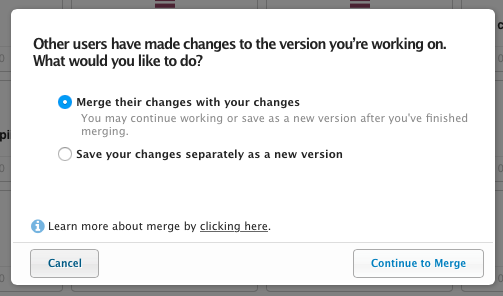 Other users have made changes to the version you're working on.
What would you like to do?
Merge their changes with your changes
You may continue working or save as a new version after you've finished
merging.
Save your changes separately as a new version
Learn more about merge by clicking here.
Cancel
Continue to Merge